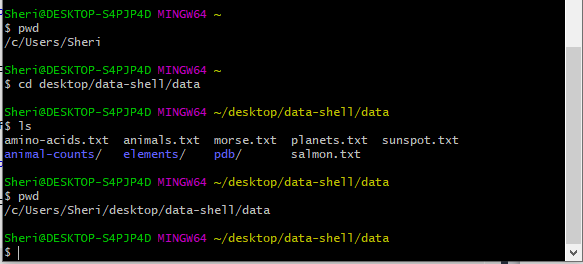 Sheri@DESKTOP-S4PJP4D MINGW64 ~
$ pwd
/c/Users/Sheri
Sheri@DESKTOP-S4PJP4D MINGW64 ~
$ cd desktop/data-shell/data
Sheri@DESKTOP-S4PJP4D MINGW64 ~/desktop/data-shell/data
$ ls
amino-acids.txt  animals.txt  morse.txt  planets.txt  sunspot.txt
animal-counts/   elements/    pdb/       salmon.txt
Sheri@DESKTOP-S4PJP4D MINGW64 ~/desktop/data-shell/data
$ pwd
/c/Users/Sheri/desktop/data-shell/data
Sheri@DESKTOP-S4PJP4D MINGW64 ~/desktop/data-shell/data
$